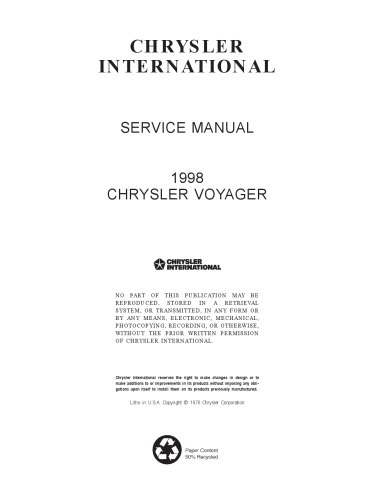 CHRYSLER
INTERNATIONAL
SERVICE MANUAL
1998
CHRYSLER VOYAGER
CHRYSLER
INTERNATIONAL
NO PART OF THIS PUBLICATION MAY BE
REPRODUCED, STORED IN A RETRIEVAL
SYSTEM, OR TRANSMITTED, IN ANY FORM OR
BY ANY MEANS, ELECTRONIC, MECHANICAL,
PHOTOCOPYING, RECORDING, OR OTHERWISE,
WITHOUT THE PRIOR WRITTEN PERMISSION
OF CHRYSLER INTERNATIONAL.
Chrysler International reserves the right to make changes in design or to
make additions to or improvements in its products without imposing any obli-
gations upon itself to install them on its products previously manufactured.
Litho in U.S.A. Copyright © 1978 Chrysler Corporation
Paper Content
50% Recycled